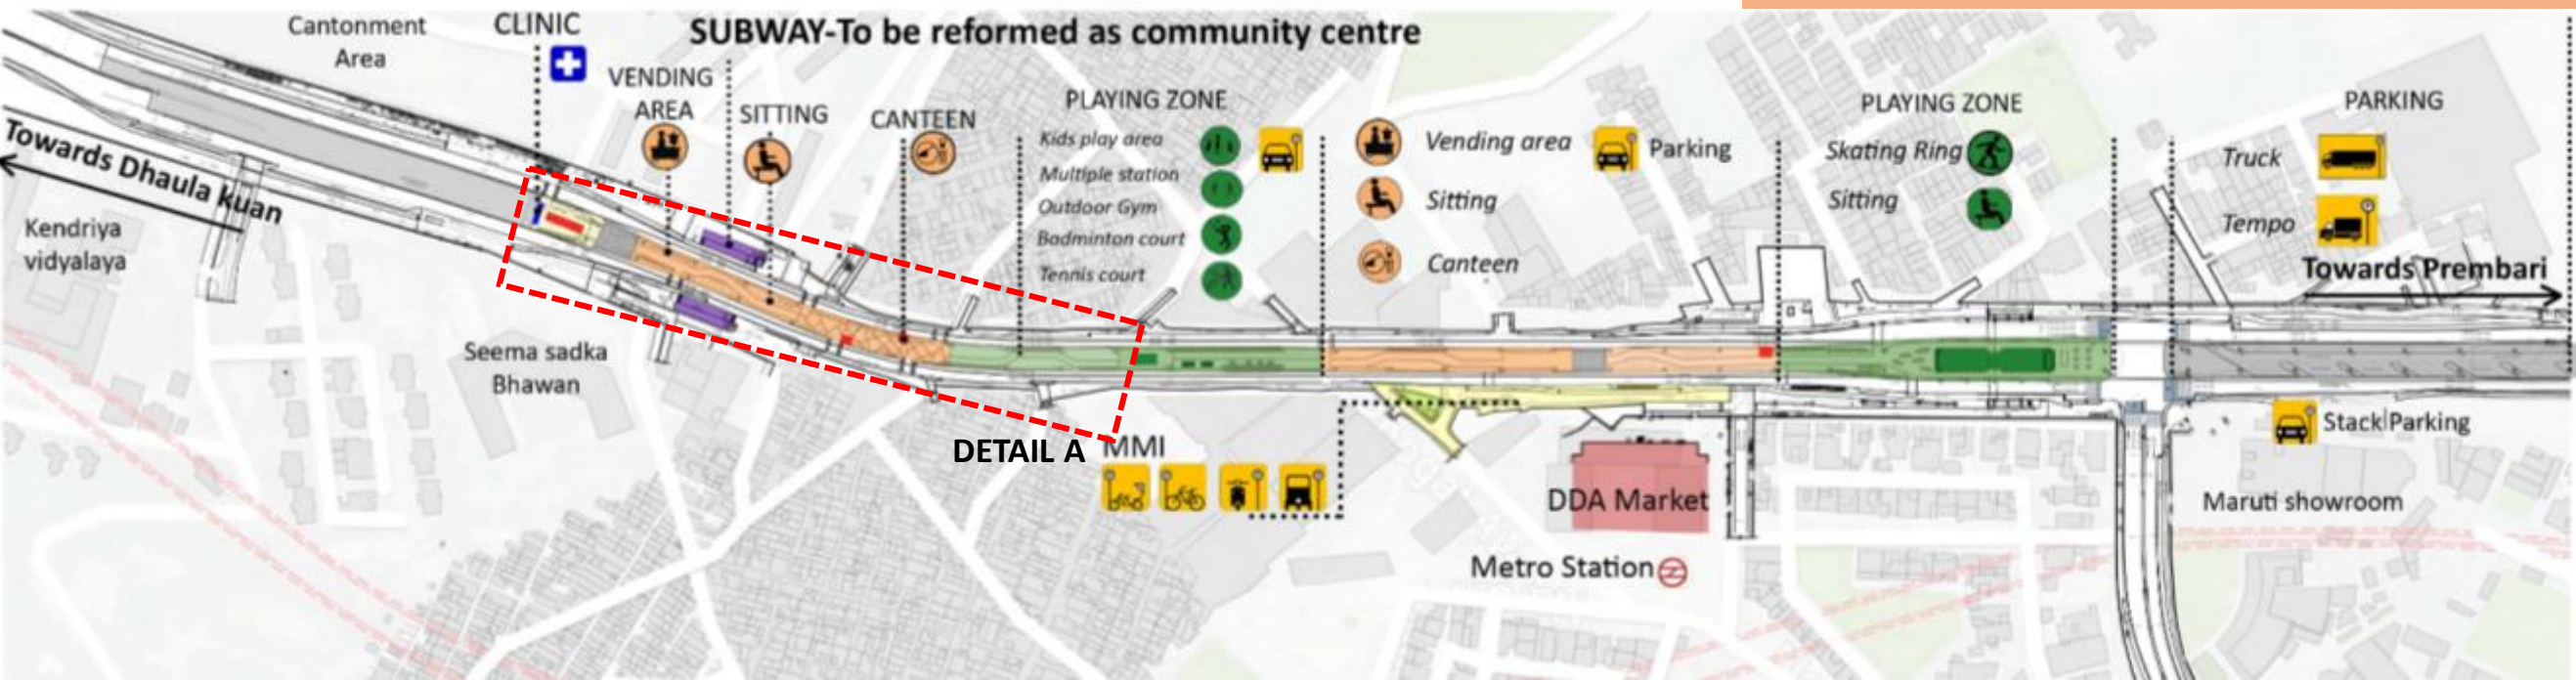 Cantonment
Area
CLINIC
SUBWAY-To be reformed as community centre
VENDING
AREA
SITTING
CANTEEN
PLAYING ZONE
Kids play area
Multiple station
Outdoor Gym
Badminton court
Tennis court
Vending area
Parking
Sitting
Canteen
PLAYING ZONE
Skating Ring
Sitting
PARKING
Truck
Tempo
Towards Prembari
Towards Dhaula kuan
Kendriya
vidyalaya
Seema sadka
Bhawan
DETAIL A
MMI
DDA Market
Metro Station
Stack Parking
Maruti showroom